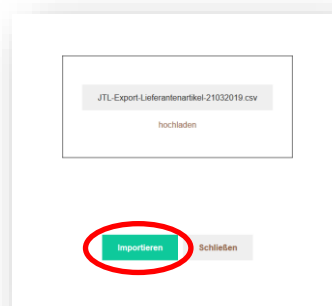 JTL-Export-Lieferantenartikel-21032019.csv
hochladen
Importieren Schließen